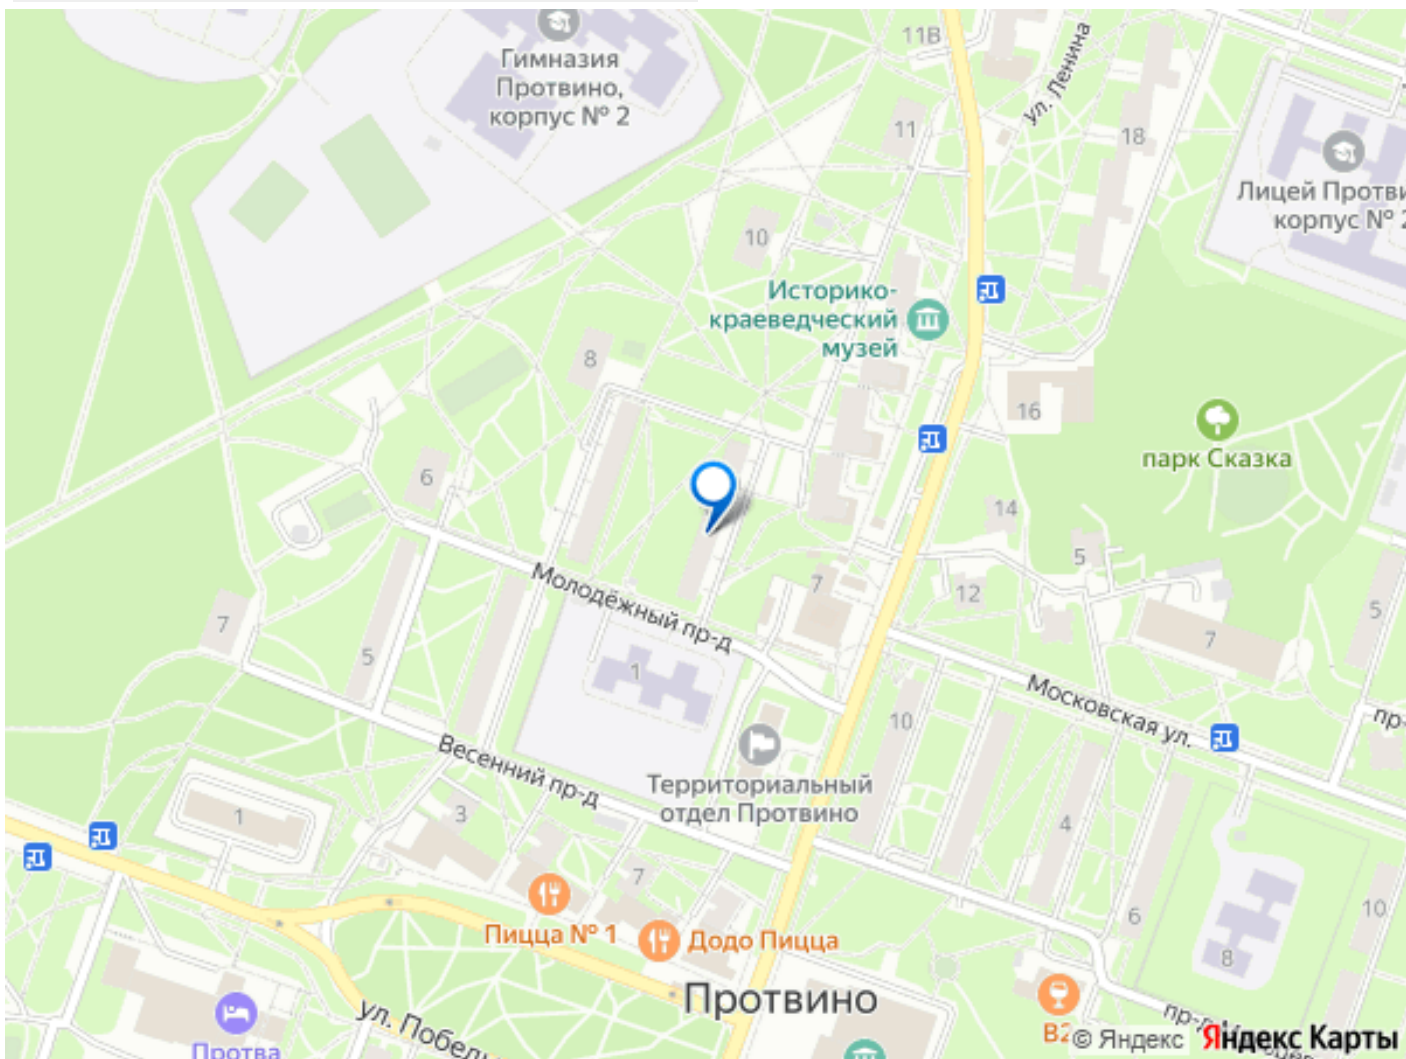 11В
Гимназия
Протвино,
корпус № 2
ул. Ленина
11
18
Лицей Протви
корпус № 2
10
Историко-
краеведческий
музей
8
16
парк Сказка
6
14
5
7
12
Молодёжный пр-д
7
5
1
5
7
Московская ул.
10
пр-
Весенний пр-д
Территориальный
отдел Протвино
1
3
4
7
6
10
Пицца № 1
Додо Пицца
8
Протвино
ул. Победы
B2
© Яндекс
Яндекс Карты
Протва